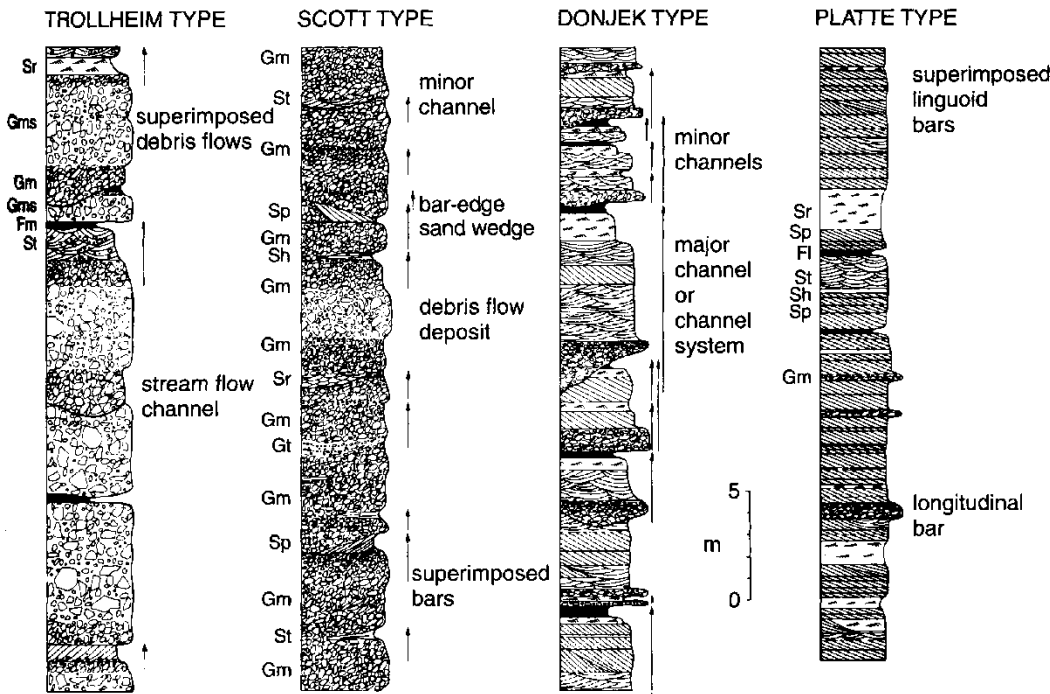 TROLLHEIM TYPE
Sr
Gms
superimposed
debris flows
Gm
Gms
Fm
St
stream flow
channel
SCOTT TYPE
Gm
St
minor
channel
Gm
Sp
bar-edge
sand wedge
Gm
Sh
Gm
debris flow
deposit
Gm
Sr
Gm
Gt
Gm
Sp
superimposed
bars
Gm
St
Gm
DONJEK TYPE
minor
channels
major
channel
or
channel
system
5
m
0
PLATTE TYPE
superimposed
linguoid
bars
Sr
Sp
Fl
St
Sh
Sp
Gm
longitudinal
bar